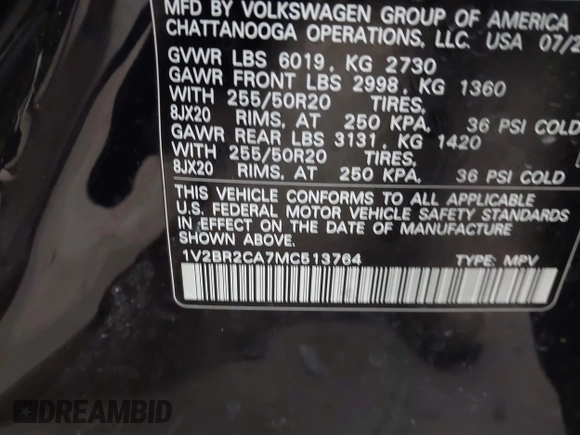 MFD BY VOLKSWAGEN GROUP OF AMERICA
CHATTANOOGA OPERATIONS, LLC. USA 07/2
GVWR LBS 6019, KG 2730
GAWR FRONT LBS 2998, KG 1360
WITH 255/50R20 TIRES,
8JX20 RIMS, AT 250 KPA, 36 PSI COLD
GAWR REAR LBS 3131, KG 1420
WITH 255/50R20 TIRES,
8JX20 RIMS, AT 250 KPA, 36 PSI COLD
THIS VEHICLE CONFORMS TO ALL APPLICABLE
U.S. FEDERAL MOTOR VEHICLE SAFETY STANDARDS
IN EFFECT ON THE DATE OF MANUFACTURE
SHOWN ABOVE.
1V2BR2CA7MC513764 TYPE: MPV
DREAMBID